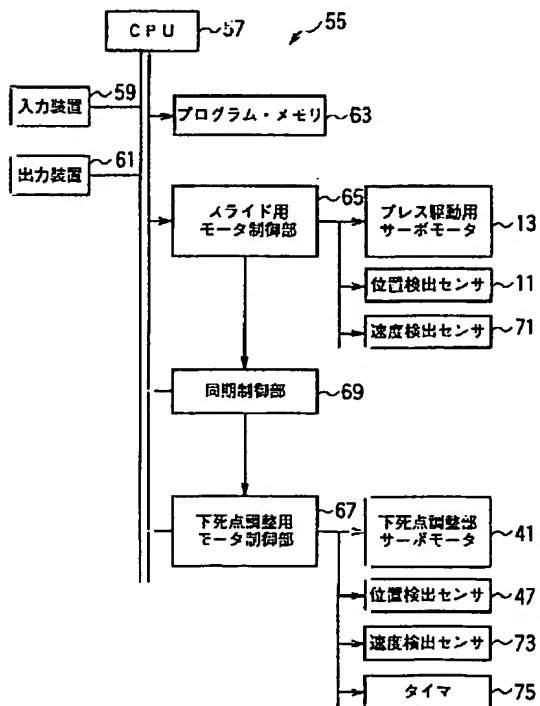 CPU
57
55
入力装置
59
プログラム・メモリ
63
出力装置
61
スライド用
モータ制御部
65
プレス駆動用
サーボモータ
13
位置検出センサ
11
速度検出センサ
71
同期制御部
69
下死点調整用
モータ制御部
67
下死点調整部
サーボモータ
41
位置検出センサ
47
速度検出センサ
73
タイマ
75